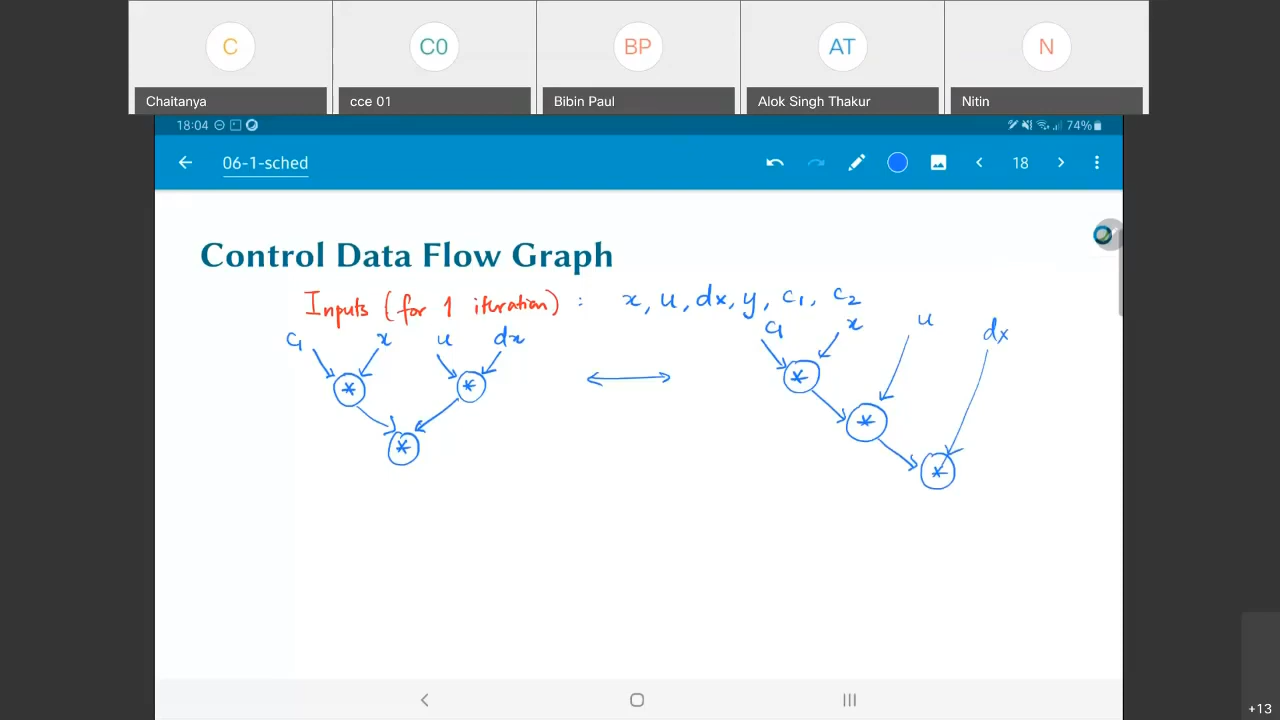 C C0 BP AT N
Chaitanya cce 01 Bibin Paul Alok Singh Thakur Nitin
18:04 74%
06-1-sched 18
Control Data Flow Graph
Inputs (for 1 iteration) : x, u, dx, y, c1, c2
c1 x u dx c1 x u dx
* * *
* * *
+13